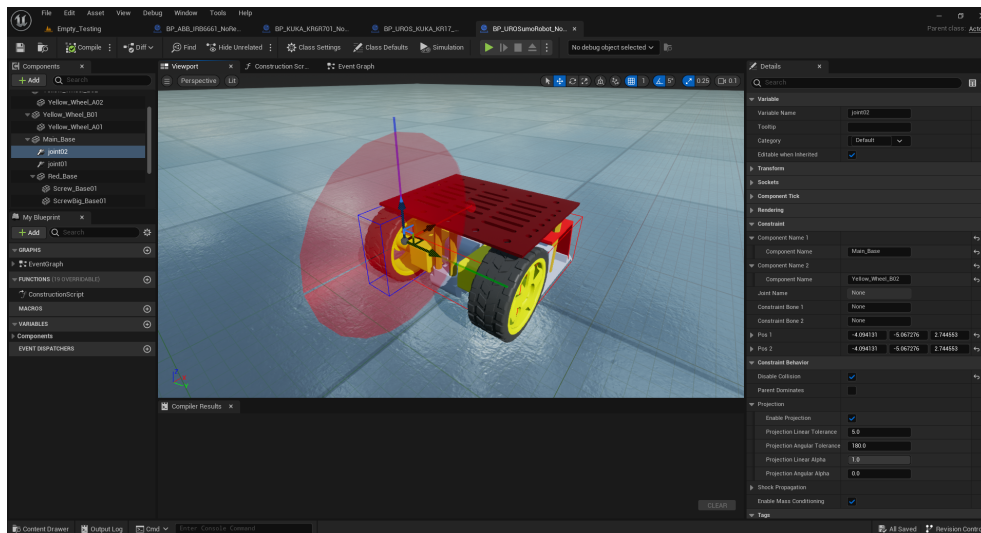 File Edit Asset View Debug Window Tools Help
Empty_Testing
BP_ABB_IRB6661_NoRe...
BP_KUKA_KR6R701_No...
BP_UROS_KUKA_KR17_...
BP_UROSumoRobot_No...
Parent class: Acto
Compile
Diff
Find
Hide Unrelated
Class Settings
Class Defaults
Simulation
No debug object selected
Components
Add
Search
Yellow_Wheel_A02
Yellow_Wheel_B01
Yellow_Wheel_A01
Main_Base
joint02
joint01
Red_Base
Screw_Base01
ScrewBig_Base01
My Blueprint
Add
Search
GRAPHS
EventGraph
FUNCTIONS (19 OVERRIDABLE)
ConstructionScript
MACROS
VARIABLES
Components
EVENT DISPATCHERS
Viewport
Construction Scr...
Event Graph
Perspective
Lit
1
5°
0.25
0.1
Z
Y
Compiler Results
CLEAR
Details
Search
Variable
Variable Name joint02
Tooltip
Category Default
Editable when Inherited
Transform
Sockets
Component Tick
Rendering
Constraint
Component Name 1
Component Name Main_Base
Component Name 2
Component Name Yellow_Wheel_B02
Joint Name None
Constraint Bone 1 None
Constraint Bone 2 None
Pos 1 -4.094131 -5.067276 2.744553
Pos 2 -4.094131 -5.067276 2.744553
Constraint Behavior
Disable Collision
Parent Dominates
Projection
Enable Projection
Projection Linear Tolerance 5.0
Projection Angular Tolerance 180.0
Projection Linear Alpha 1.0
Projection Angular Alpha 0.0
Shock Propagation
Enable Mass Conditioning
Tags
Content Drawer
Output Log
Cmd
Enter Console Command
All Saved
Revision Contro